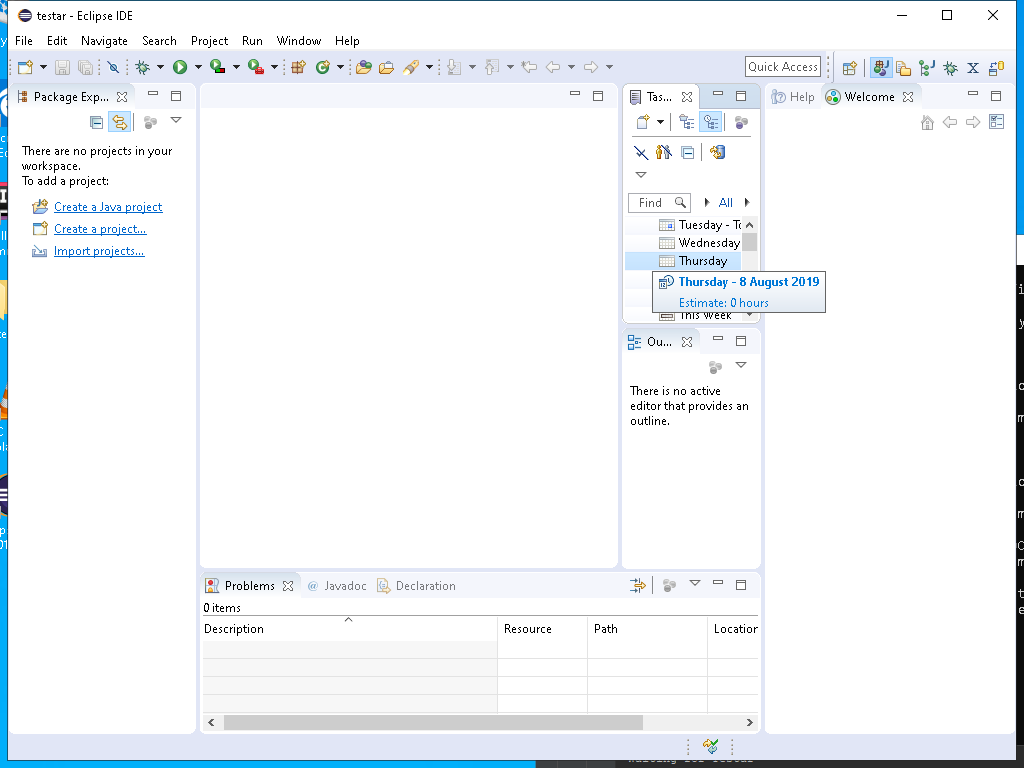 testar - Eclipse IDE
File Edit Navigate Search Project Run Window Help
Quick Access
Package Exp...
Tas...
Help
Welcome
There are no projects in your
workspace.
To add a project:
Create a Java project
Create a project...
Import projects...
Find
All
Tuesday - To
Wednesday
Thursday
Thursday - 8 August 2019
Estimate: 0 hours
This Week
Ou...
There is no active
editor that provides an
outline.
Problems
@ Javadoc
Declaration
0 items
Description Resource Path Location